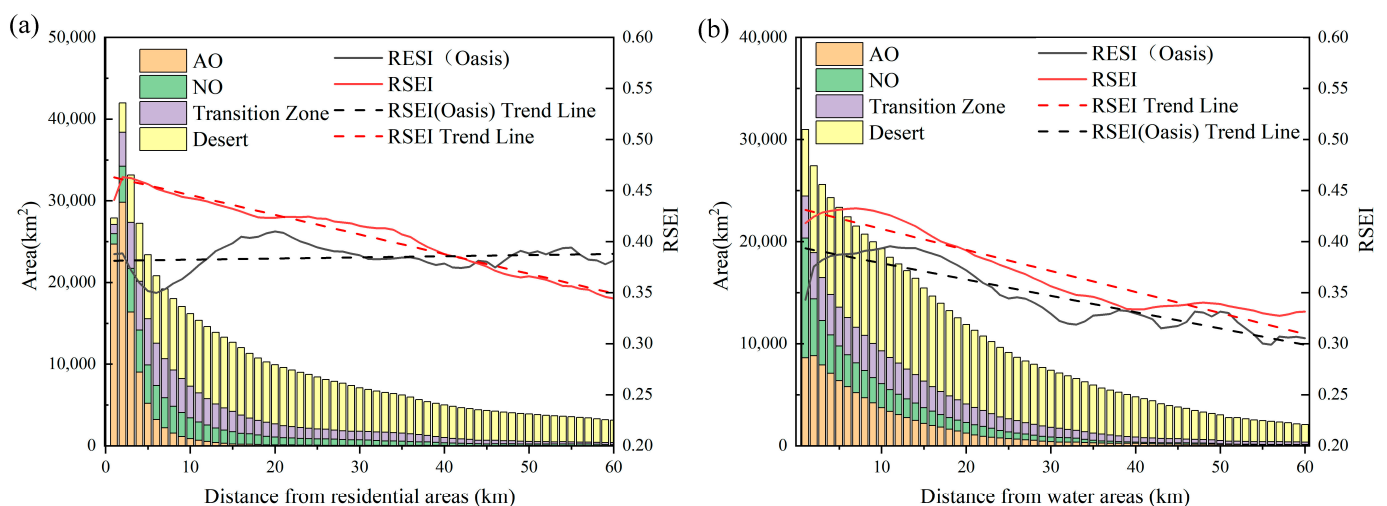 (a)
50,000
40,000
30,000
20,000
10,000
0
Area(km²)
0.60
0.55
0.50
0.45
0.40
0.35
0.30
0.25
0.20
RSEI
AO
NO
Transition Zone
Desert
RESI（Oasis)
RSEI
RSEI(Oasis) Trend Line
RSEI Trend Line
0 10 20 30 40 50 60
Distance from residential areas (km)
(b)
40,000
30,000
20,000
10,000
0
Area(km²)
0.60
0.55
0.50
0.45
0.40
0.35
0.30
0.25
0.20
RSEI
AO
NO
Transition Zone
Desert
RESI（Oasis)
RSEI
RSEI Trend Line
RSEI(Oasis) Trend Line
10 20 30 40 50 60
Distance from water areas (km)